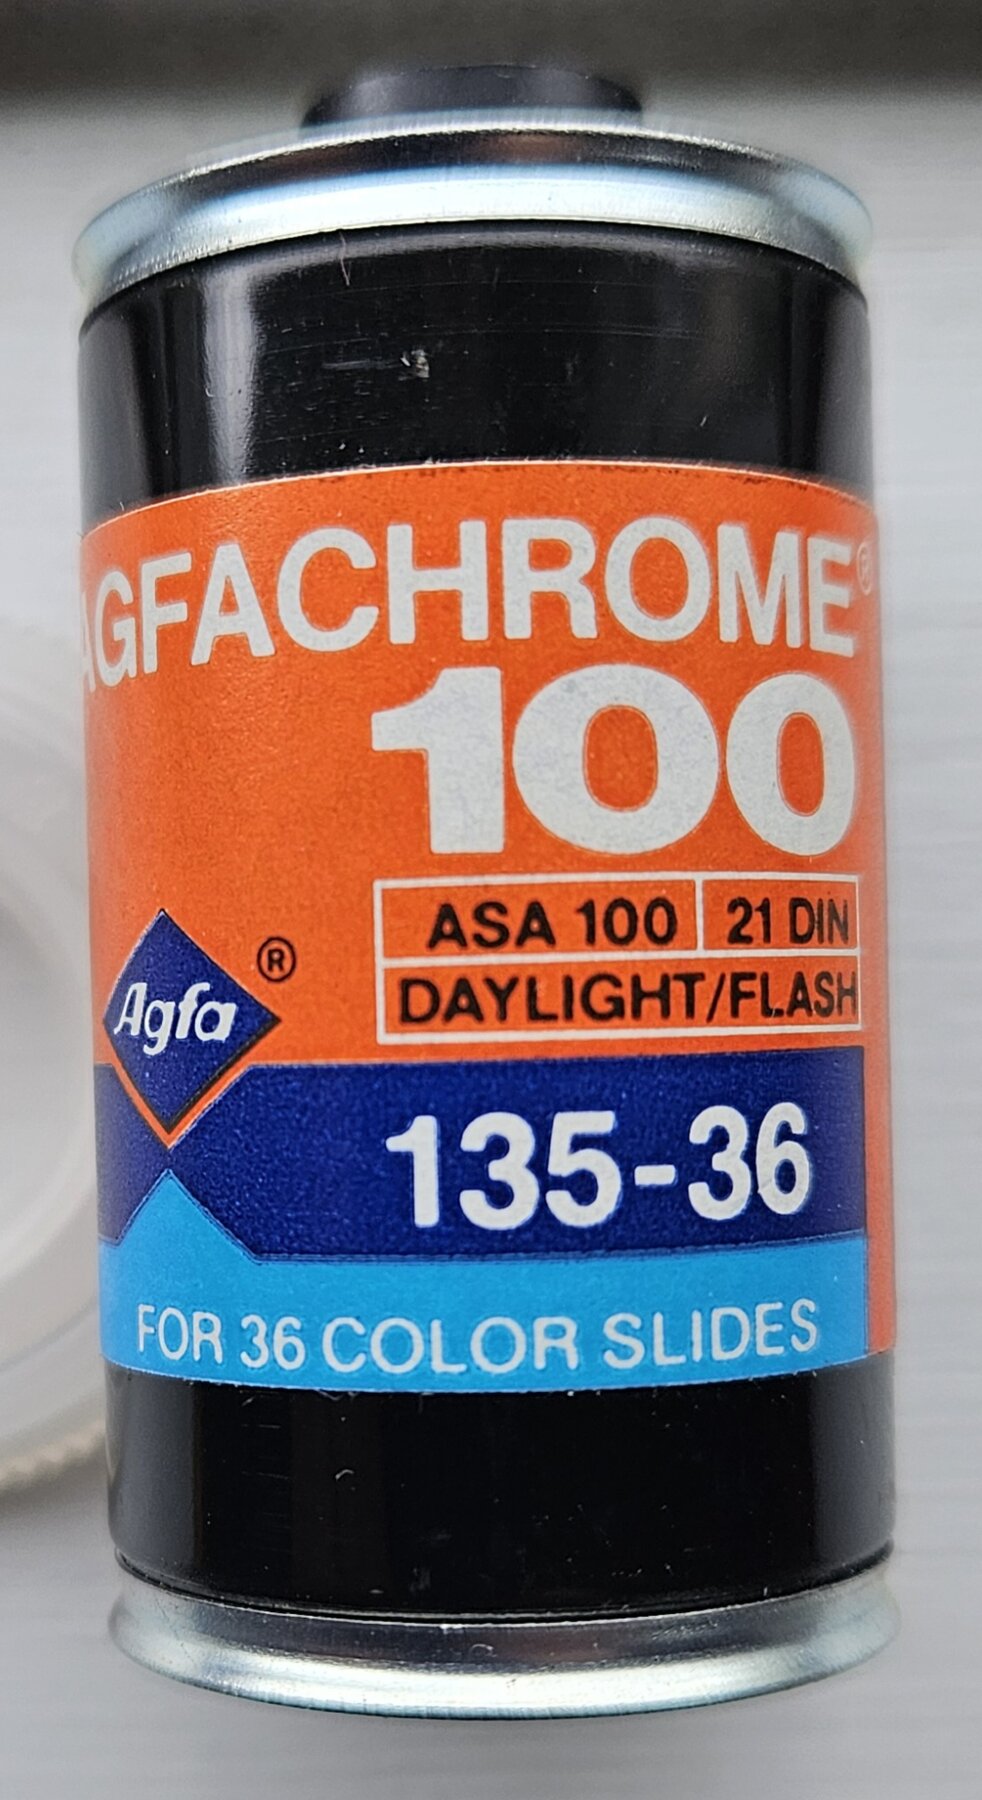 AGFACHROME®
100
ASA 100 21 DIN
DAYLIGHT/FLASH
Agfa ®
135-36
FOR 36 COLOR SLIDES